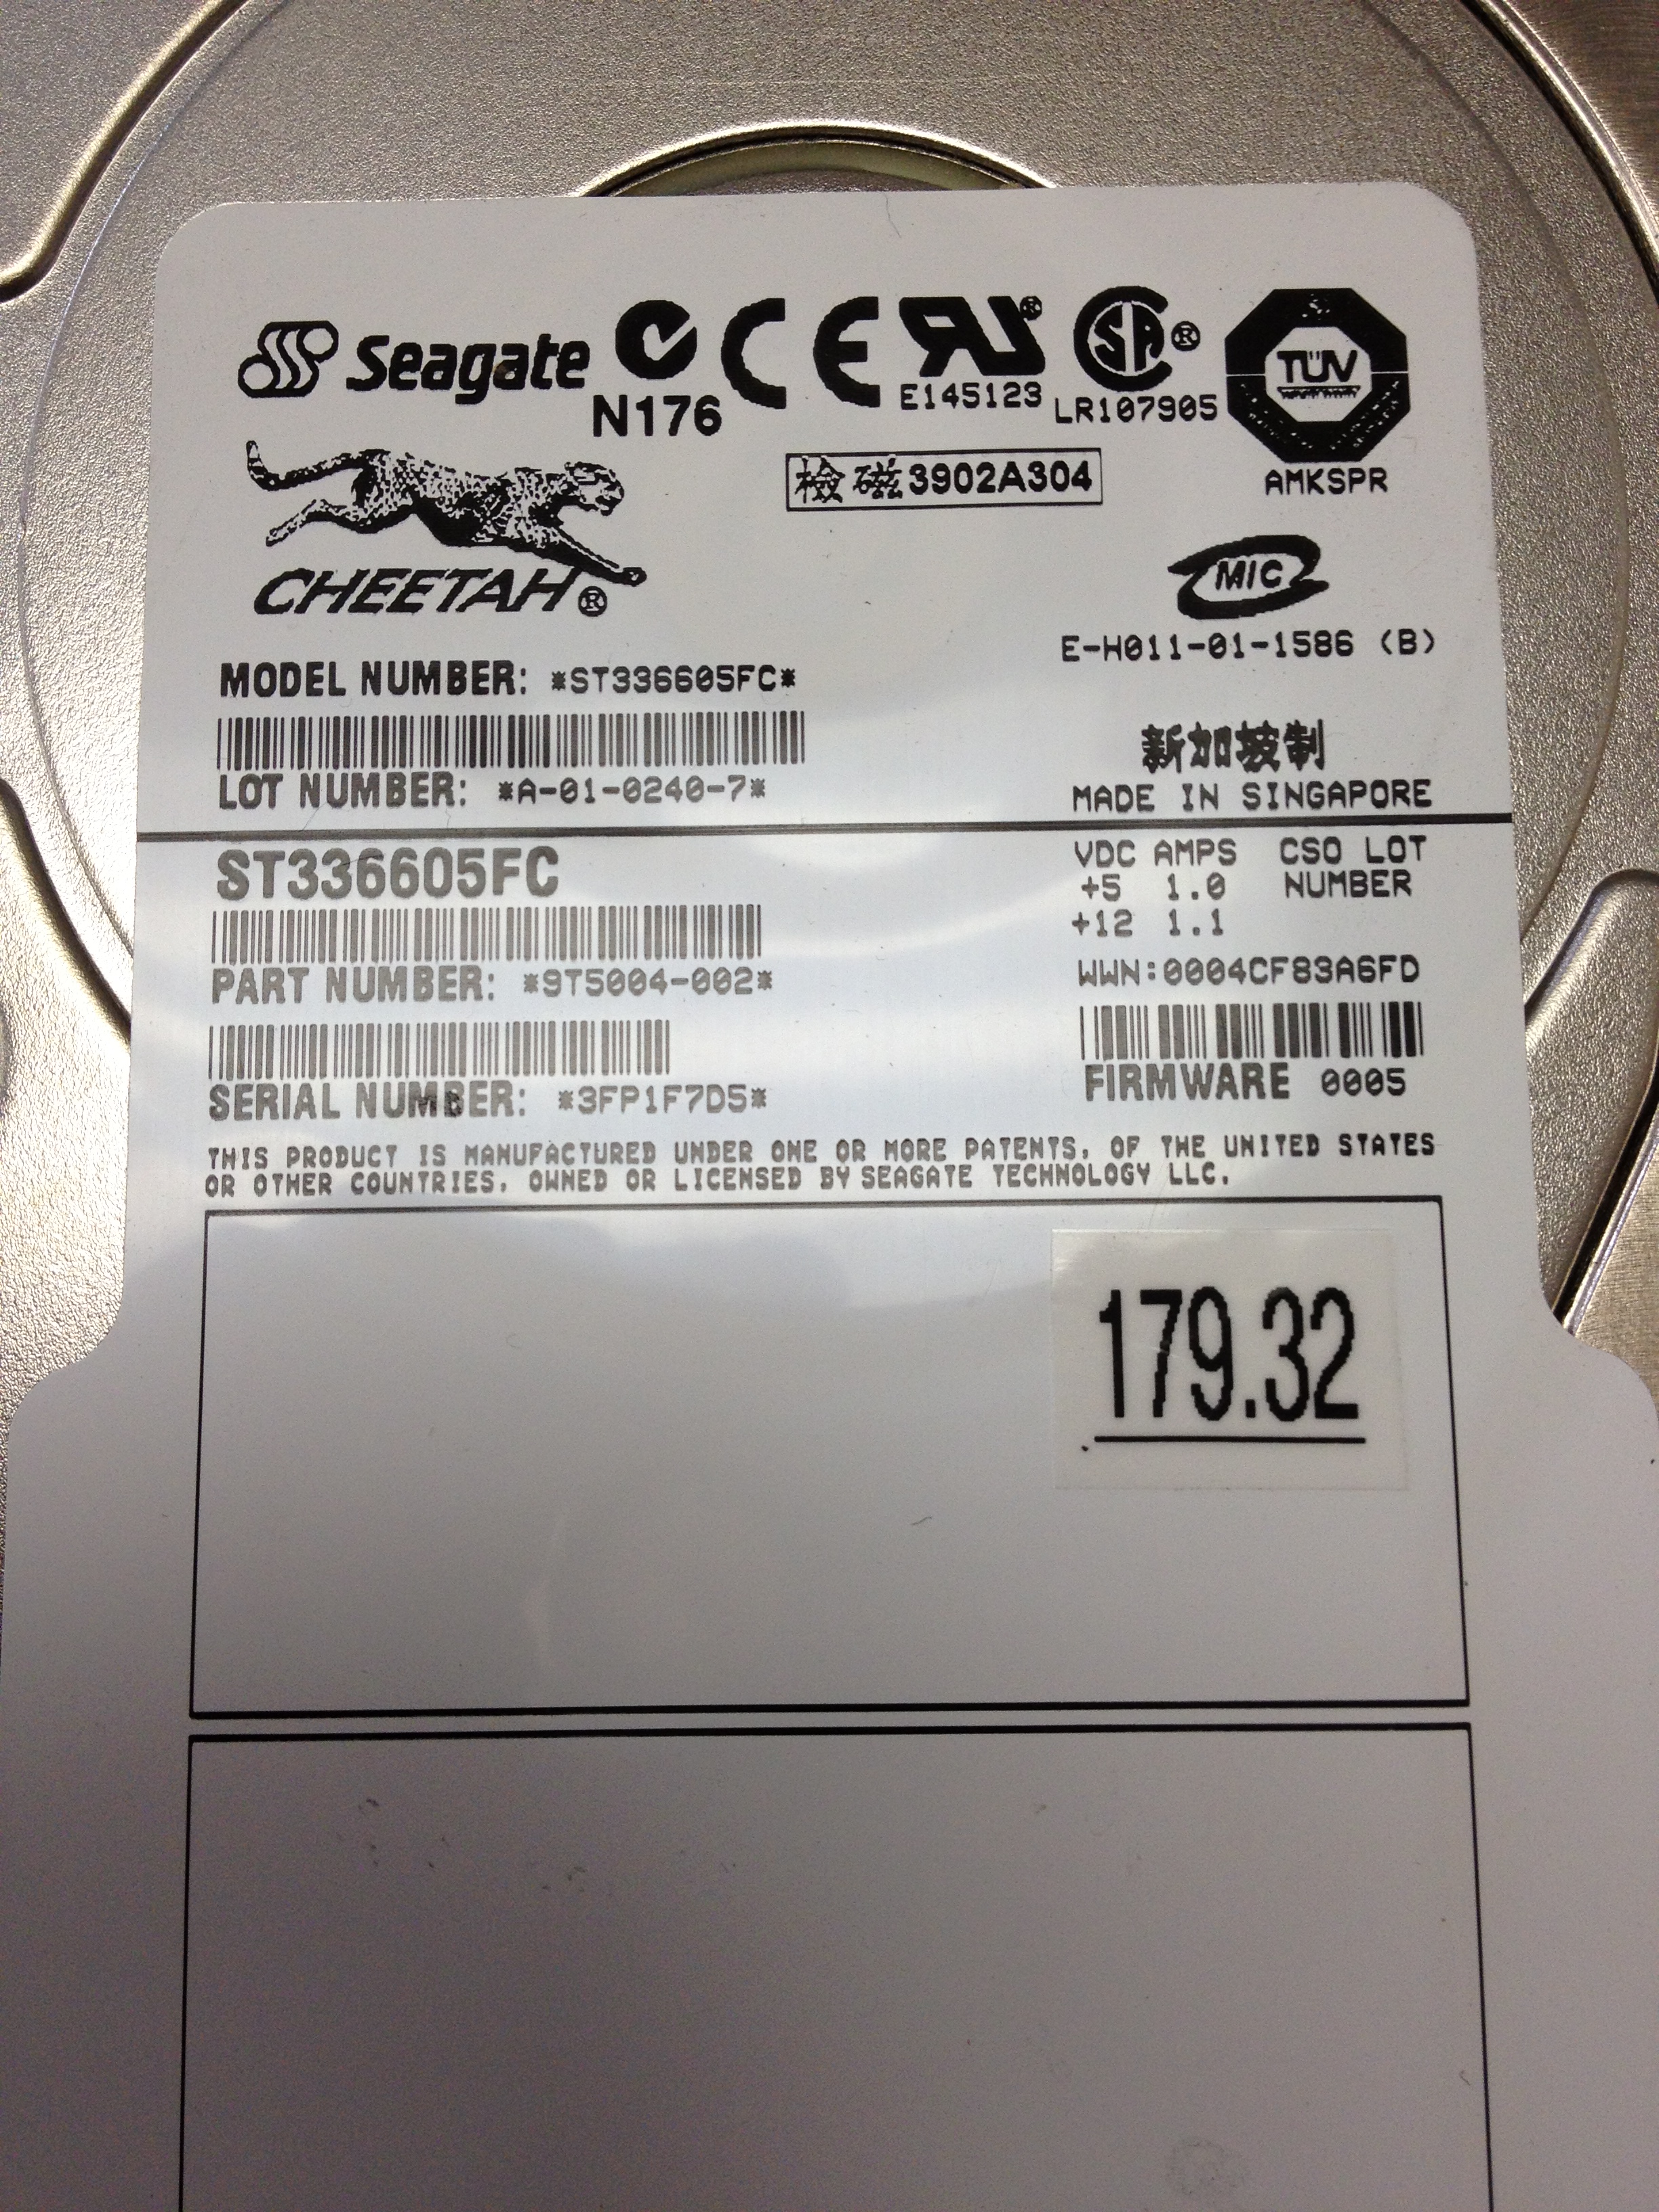 Seagate
N176
CE
E145123
LR107905
SA
TÜV
AMKSPR
檢磁3902A304
CHEETAH®
MIC
E-H011-01-1586 (B)
MODEL NUMBER: *ST336605FC*
LOT NUMBER: *A-01-0240-7*
新加坡制
MADE IN SINGAPORE
ST336605FC
VDC AMPS
+5 1.0
+12 1.1
CSO LOT
NUMBER
PART NUMBER: *9T5004-002*
WWN:0004CF83A6FD
SERIAL NUMBER: *3FP1F7D5*
FIRMWARE 0005
THIS PRODUCT IS MANUFACTURED UNDER ONE OR MORE PATENTS, OF THE UNITED STATES
OR OTHER COUNTRIES, OWNED OR LICENSED BY SEAGATE TECHNOLOGY LLC.
179.32